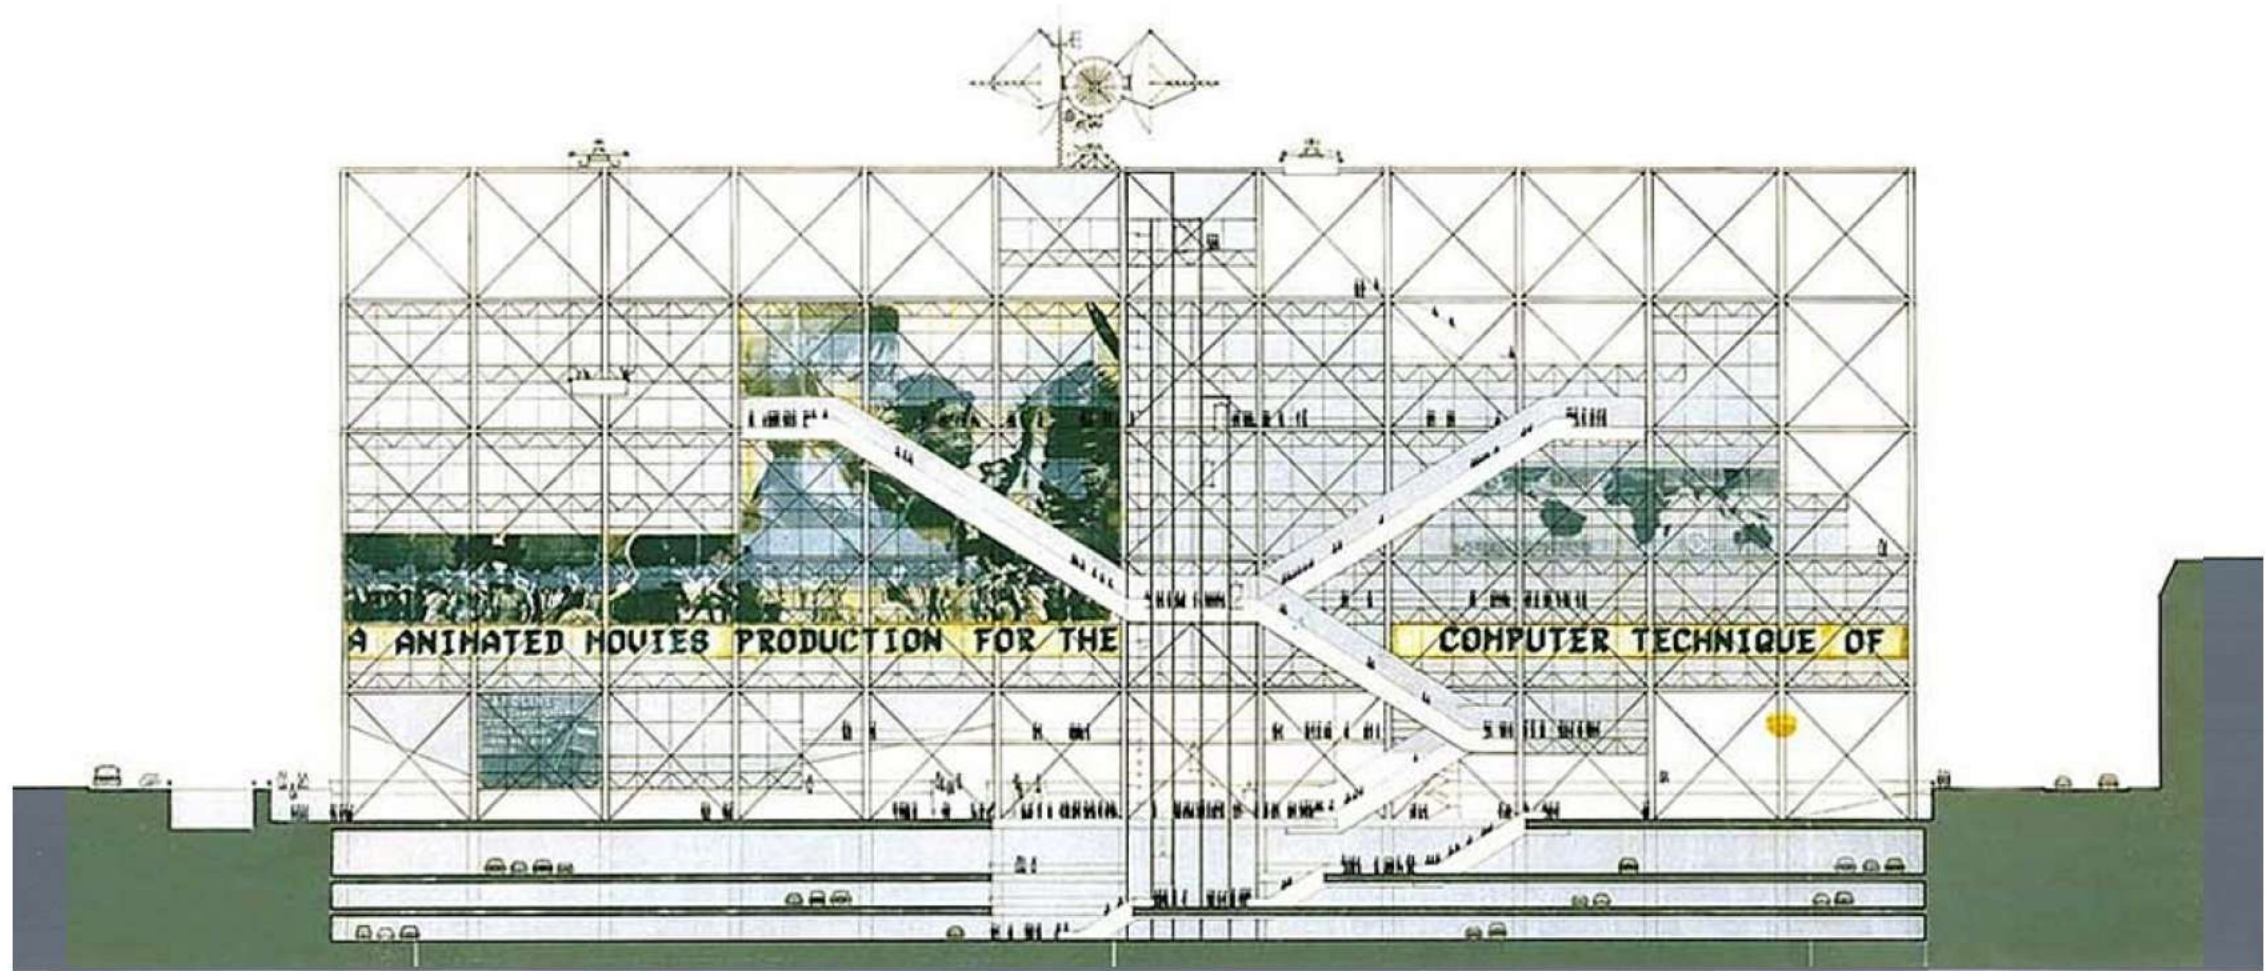 A ANIMATED MOVIES PRODUCTION FOR THE
COMPUTER TECHNIQUE OF